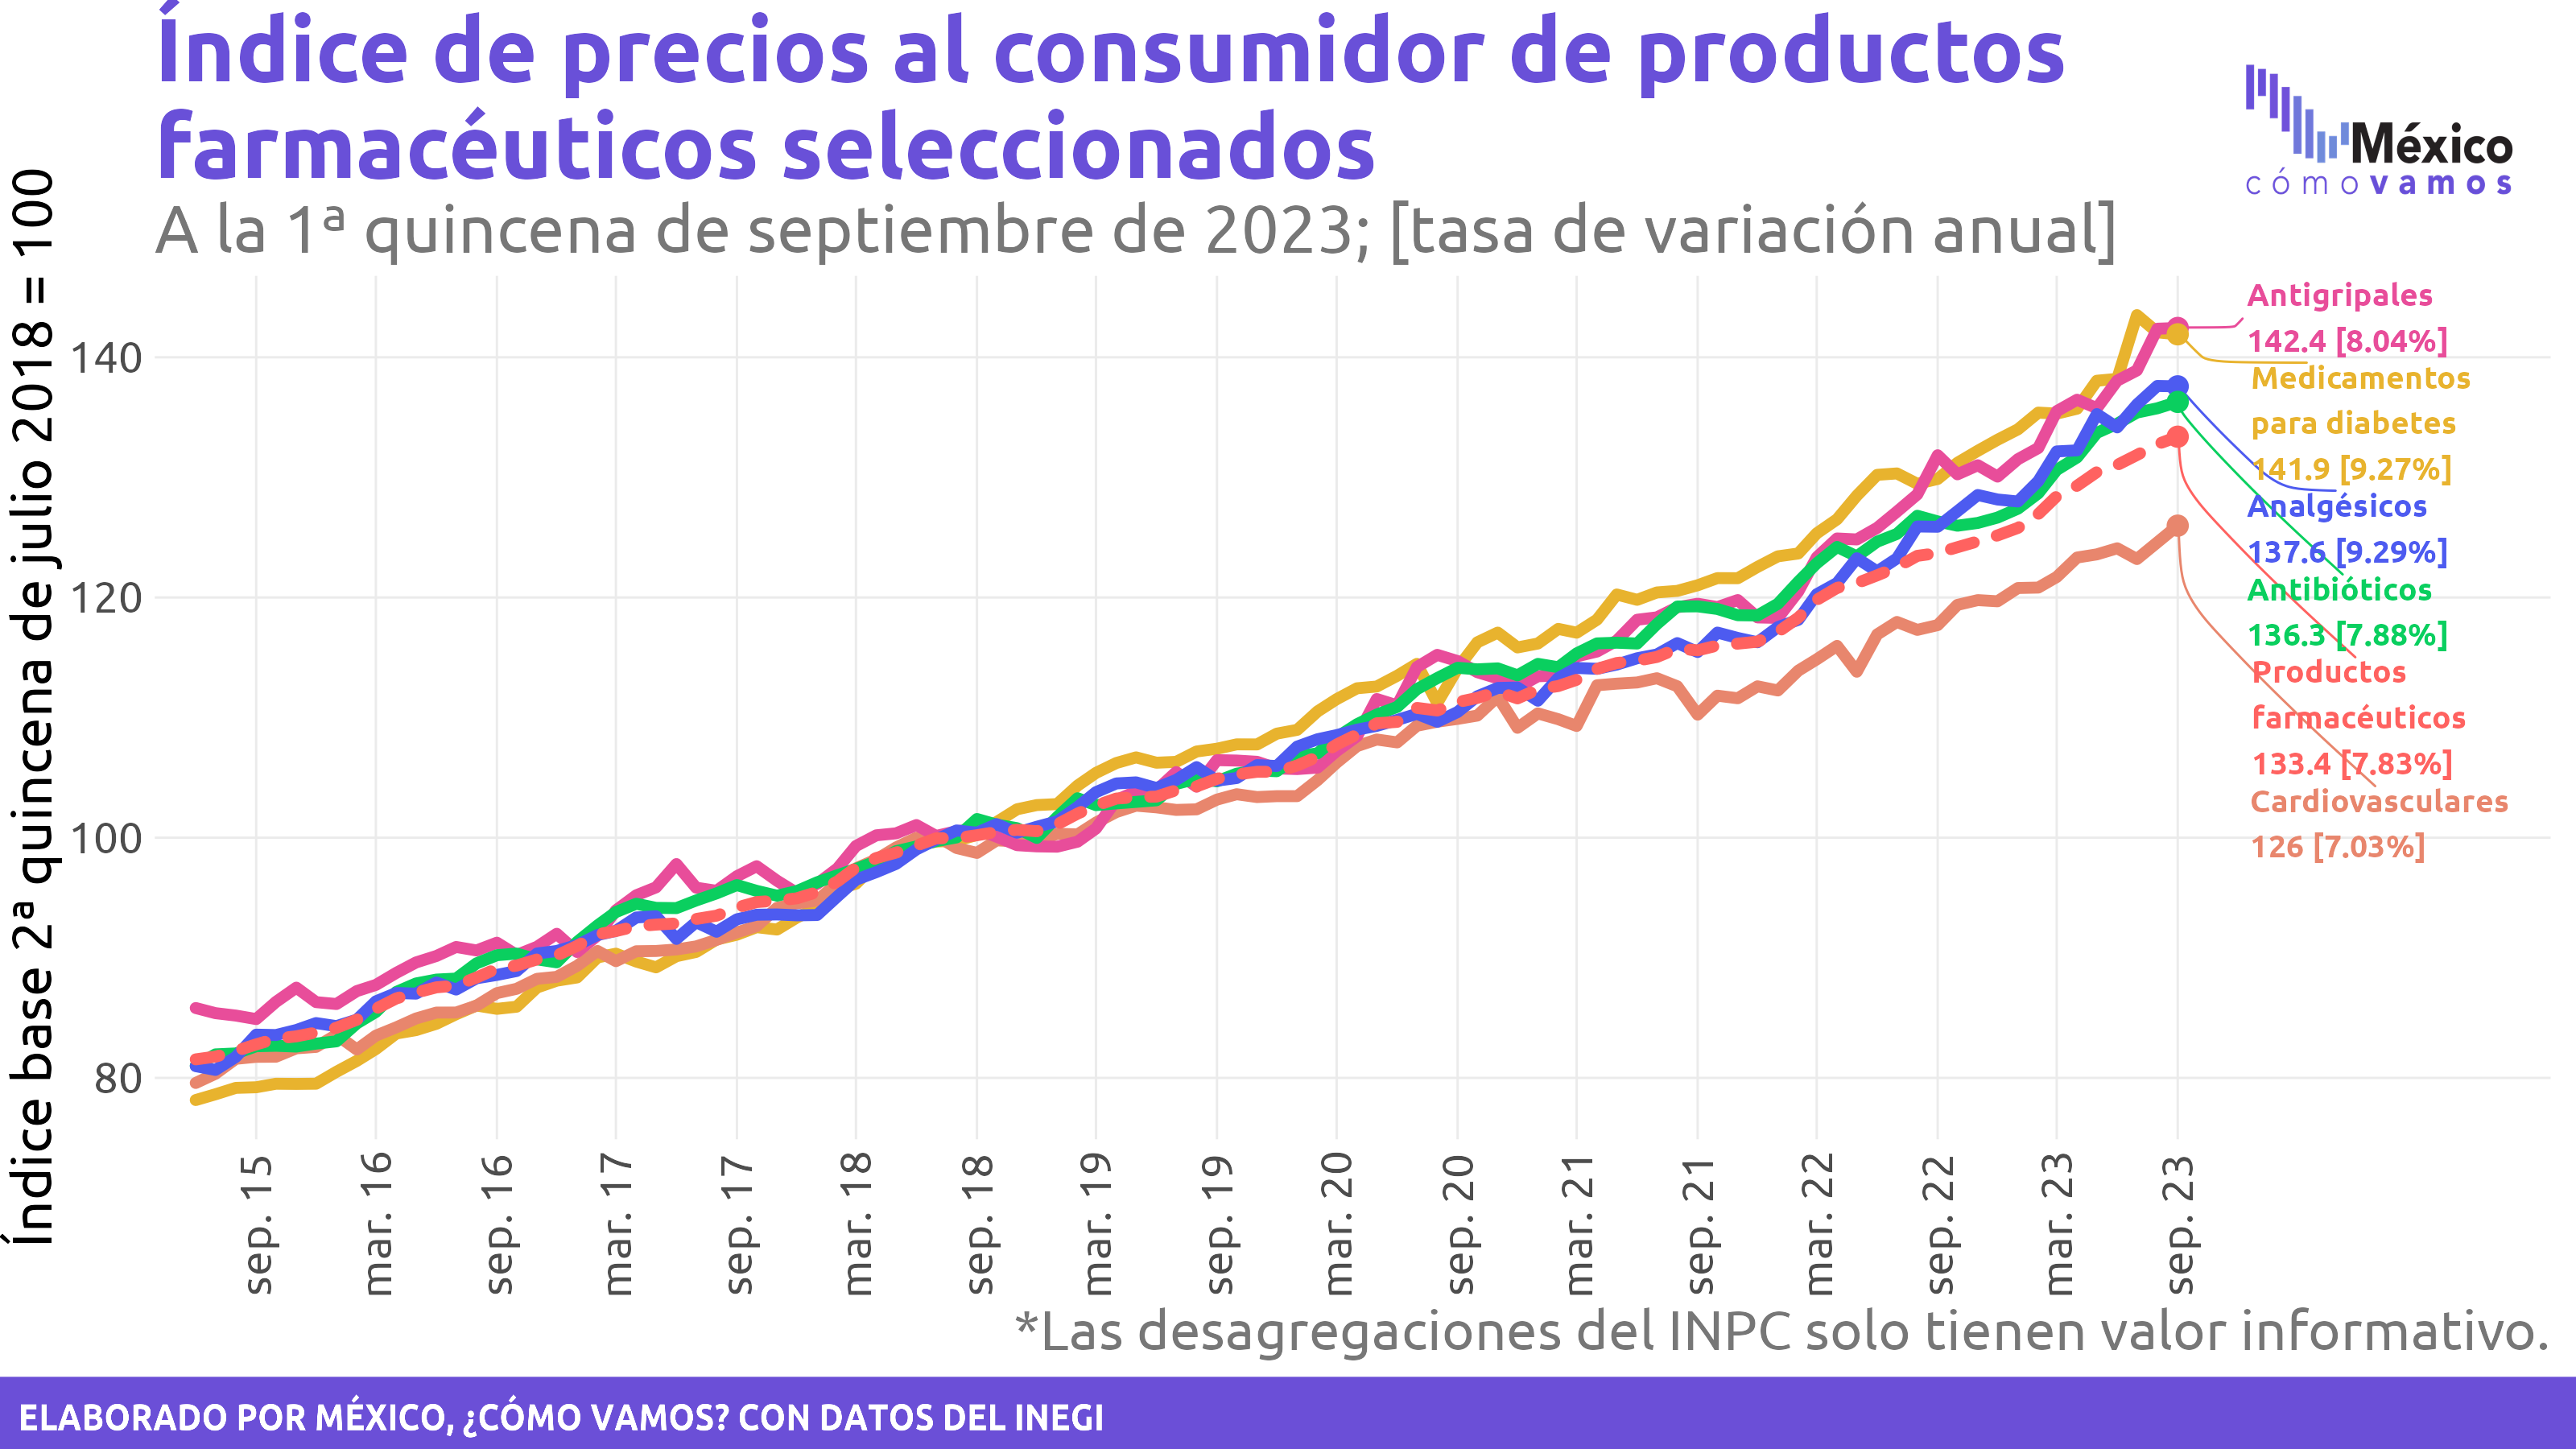 Índice de precios al consumidor de productos
farmacéuticos seleccionados
A la 1ª quincena de septiembre de 2023; [tasa de variación anual]
México
cómo vamos
Índice base 2ª quincena de julio 2018 = 100
140
120
100
80
Antigripales
142.4 [8.04%]
Medicamentos
para diabetes
141.9 [9.27%]
Analgésicos
137.6 [9.29%]
Antibióticos
136.3 [7.88%]
Productos
farmacéuticos
133.4 [7.83%]
Cardiovasculares
126 [7.03%]
sep. 15
mar. 16
sep. 16
mar. 17
sep. 17
mar. 18
sep. 18
mar. 19
sep. 19
mar. 20
sep. 20
mar. 21
sep. 21
mar. 22
sep. 22
mar. 23
sep. 23
*Las desagregaciones del INPC solo tienen valor informativo.
ELABORADO POR MÉXICO, ¿CÓMO VAMOS? CON DATOS DEL INEGI